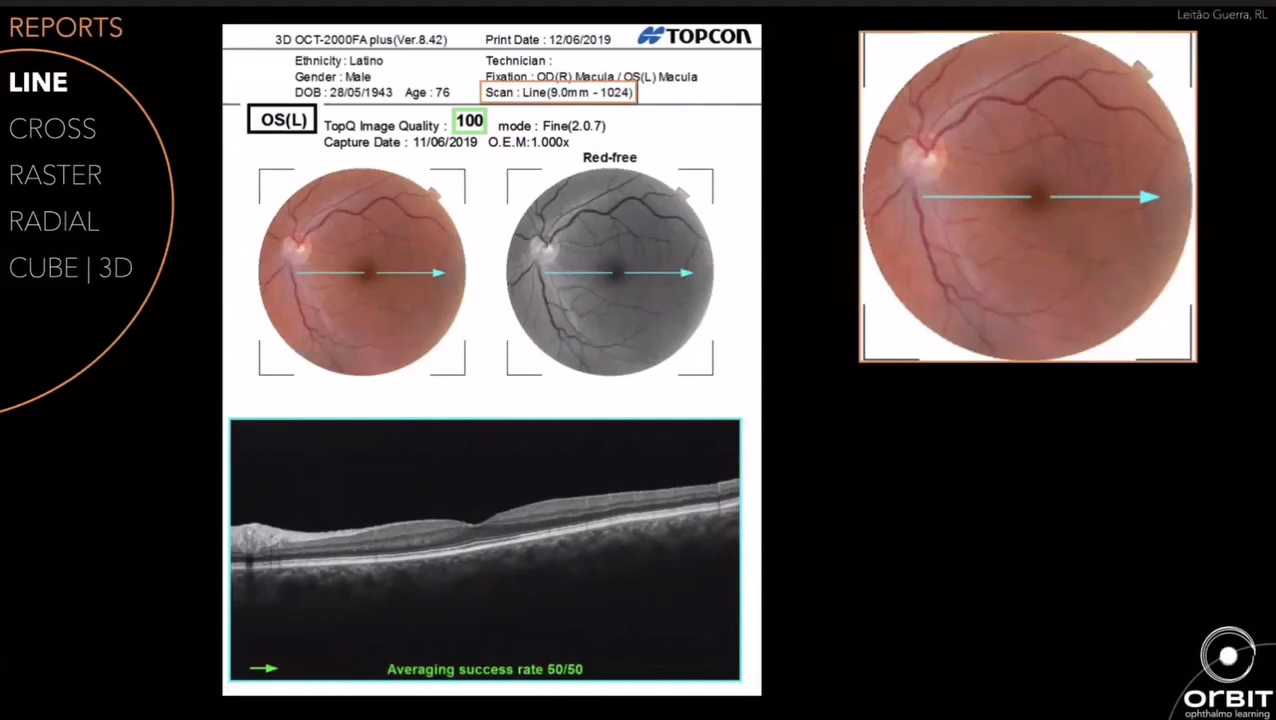 Leitão Guerra, RL
REPORTS
LINE
CROSS
RASTER
RADIAL
CUBE | 3D
3D OCT-2000FA plus(Ver.8.42) Print Date : 12/06/2019 TOPCON
Ethnicity : Latino Technician :
Gender : Male Fixation : OD(R) Macula / OS(L) Macula
DOB : 28/05/1943 Age : 76 Scan : Line(9.0mm - 1024)
OS(L) TopQ Image Quality : 100 mode : Fine(2.0.7)
Capture Date : 11/06/2019 O.E.M:1.000x
Red-free
Averaging success rate 50/50
ORBIT
ophthalmo learning